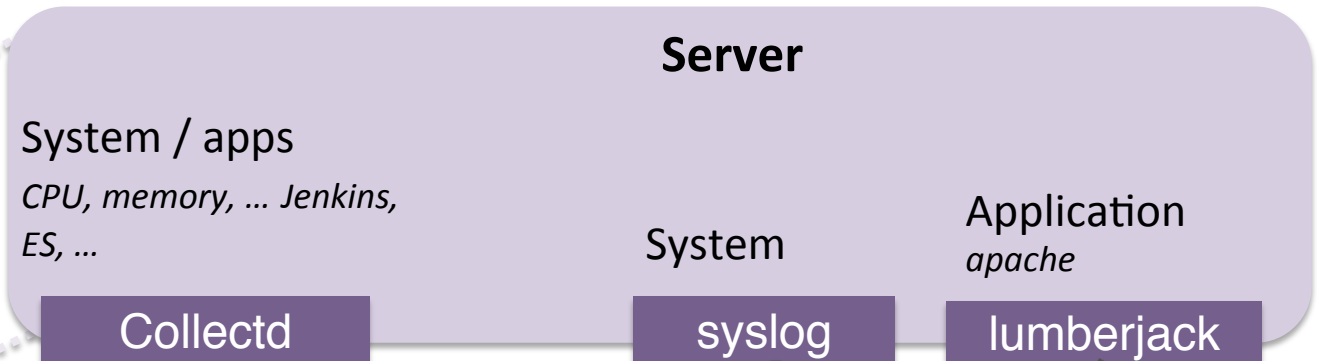 Server
System / apps
CPU, memory, … Jenkins,
ES, …
System
Application
apache
Collectd
syslog
lumberjack